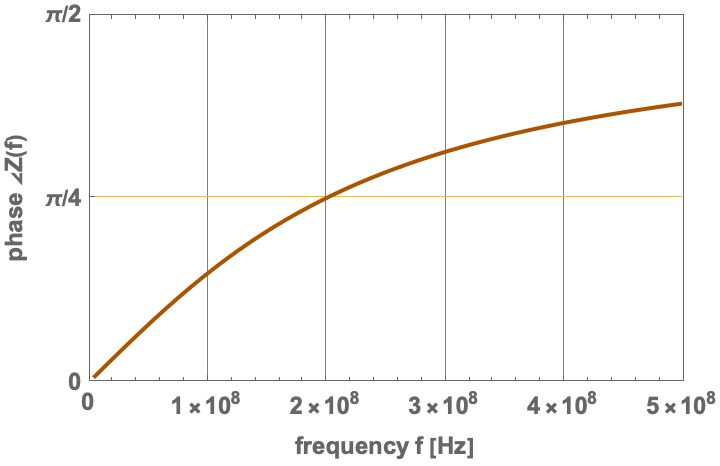 π/2
π/4
0
phase ∠Z(f)
0 1×10⁸ 2×10⁸ 3×10⁸ 4×10⁸ 5×10⁸
frequency f [Hz]